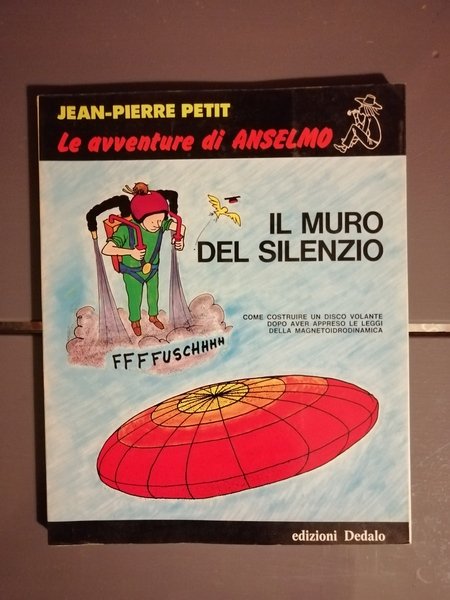 JEAN-PIERRE PETIT
Le avventure di ANSELMO
IL MURO
DEL SILENZIO
COME COSTRUIRE UN DISCO VOLANTE
DOPO AVER APPRESO LE LEGGI
DELLA MAGNETOIDRODINAMICA
FFFFUSCHHHH
edizioni Dedalo